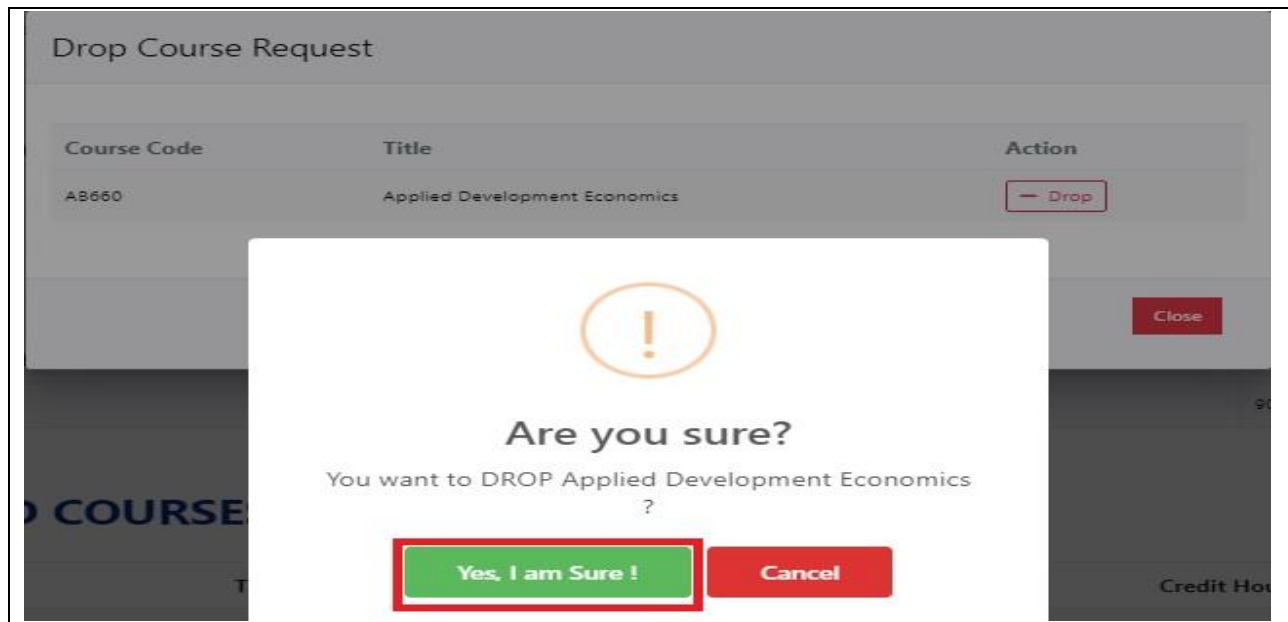 Drop Course Request
Course Code Title Action
AB660 Applied Development Economics — Drop
Close
!
Are you sure?
You want to DROP Applied Development Economics
?
COURSE
Yes, I am Sure ! Cancel
T Credit Hou